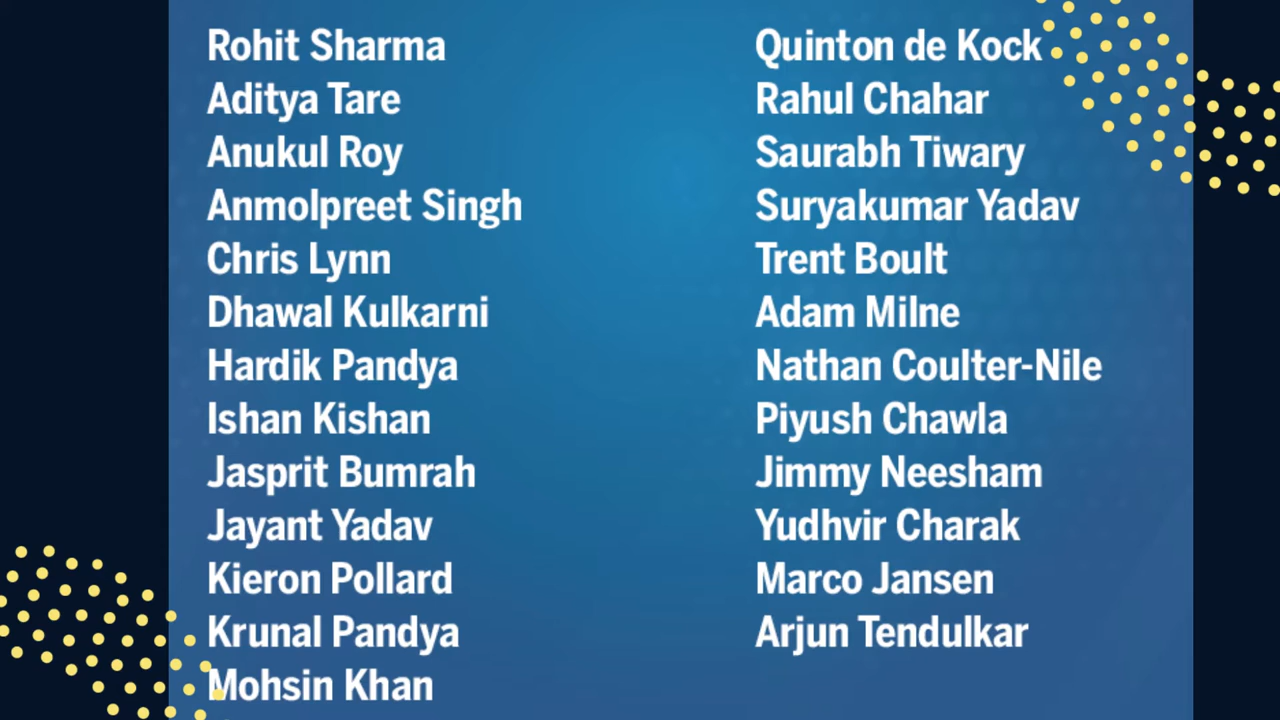 Rohit Sharma
Aditya Tare
Anukul Roy
Anmolpreet Singh
Chris Lynn
Dhawal Kulkarni
Hardik Pandya
Ishan Kishan
Jasprit Bumrah
Jayant Yadav
Kieron Pollard
Krunal Pandya
Mohsin Khan
Quinton de Kock
Rahul Chahar
Saurabh Tiwary
Suryakumar Yadav
Trent Boult
Adam Milne
Nathan Coulter-Nile
Piyush Chawla
Jimmy Neesham
Yudhvir Charak
Marco Jansen
Arjun Tendulkar